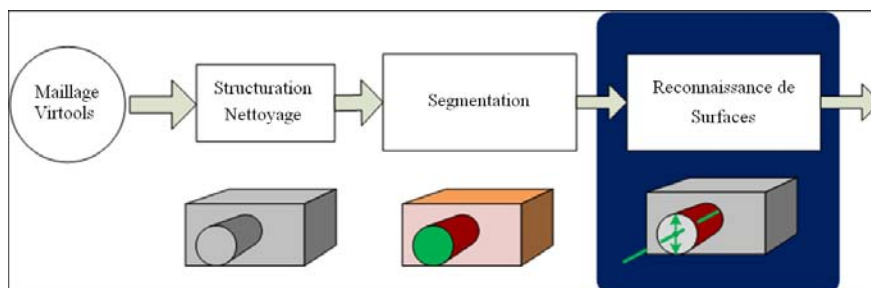 Maillage
Virtools
Structuration
Nettoyage
Segmentation
Reconnaissance de
Surfaces